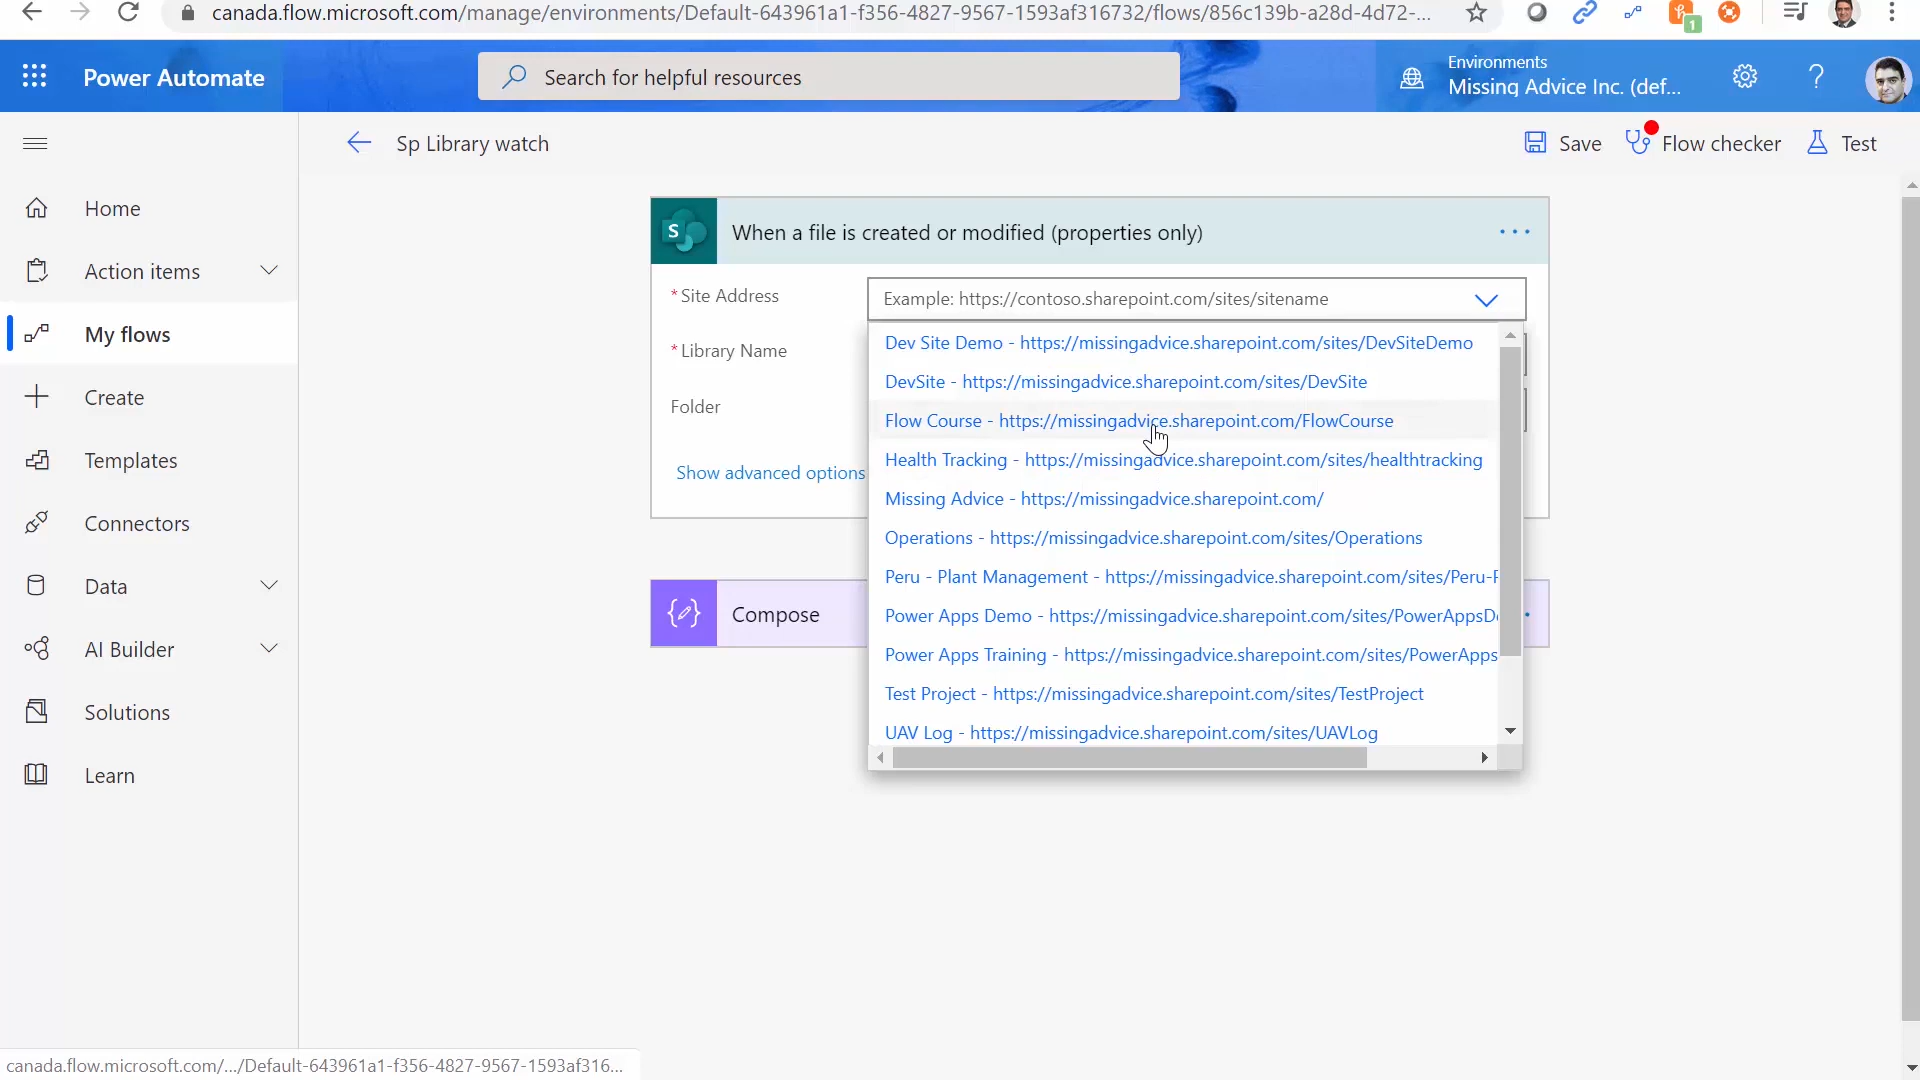 canada.flow.microsoft.com/manage/environments/Default-643961a1-f356-4827-9567-1593af316732/flows/856c139b-a28d-4d72-...
1
Power Automate
Search for helpful resources
Environments
Missing Advice Inc. (def...
?
Sp Library watch
Save
Flow checker
Test
Home
Action items
My flows
Create
Templates
Connectors
Data
AI Builder
Solutions
Learn
S
When a file is created or modified (properties only)
* Site Address
Example: https://contoso.sharepoint.com/sites/sitename
* Library Name
Folder
Show advanced options
Dev Site Demo - https://missingadvice.sharepoint.com/sites/DevSiteDemo
DevSite - https://missingadvice.sharepoint.com/sites/DevSite
Flow Course - https://missingadvice.sharepoint.com/FlowCourse
Health Tracking - https://missingadvice.sharepoint.com/sites/healthtracking
Missing Advice - https://missingadvice.sharepoint.com/
Operations - https://missingadvice.sharepoint.com/sites/Operations
Peru - Plant Management - https://missingadvice.sharepoint.com/sites/Peru-
Power Apps Demo - https://missingadvice.sharepoint.com/sites/PowerAppsD
Power Apps Training - https://missingadvice.sharepoint.com/sites/PowerApps
Test Project - https://missingadvice.sharepoint.com/sites/TestProject
UAV Log - https://missingadvice.sharepoint.com/sites/UAVLog
Compose
canada.flow.microsoft.com/.../Default-643961a1-f356-4827-9567-1593af316...